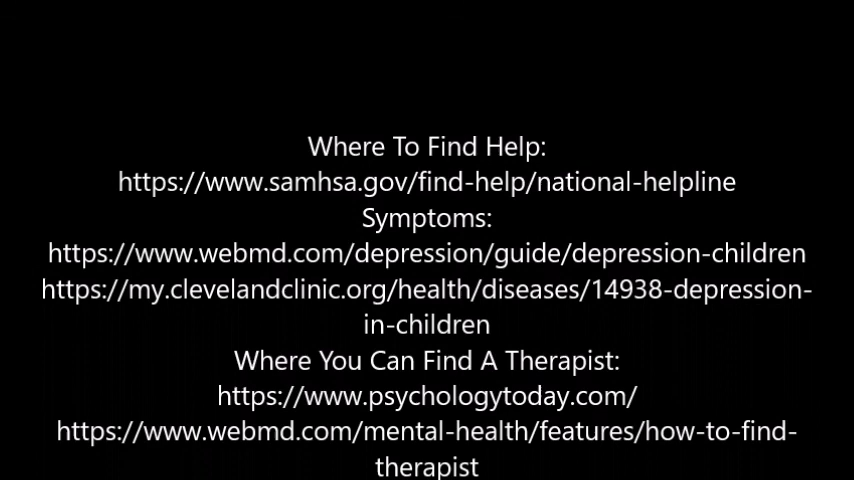 Where To Find Help:
https://www.samhsa.gov/find-help/national-helpline
Symptoms:
https://www.webmd.com/depression/guide/depression-children
https://my.clevelandclinic.org/health/diseases/14938-depression-
in-children
Where You Can Find A Therapist:
https://www.psychologytoday.com/
https://www.webmd.com/mental-health/features/how-to-find-
therapist